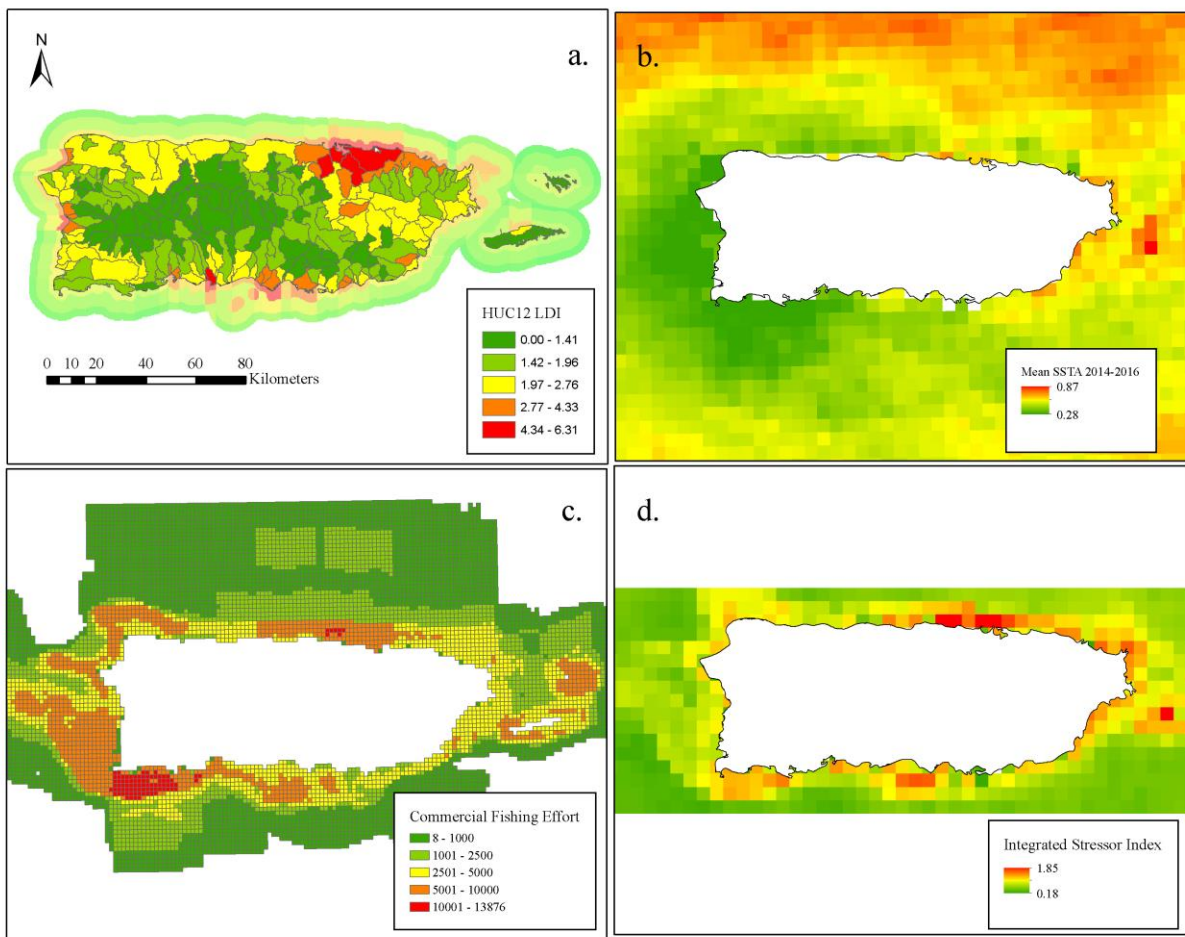 N
a.
0 10 20 40 60 80
Kilometers
HUC12 LDI
0.00 - 1.41
1.42 - 1.96
1.97 - 2.76
2.77 - 4.33
4.34 - 6.31
b.
Mean SSTA 2014-2016
0.87
0.28
c.
Commercial Fishing Effort
8 - 1000
1001 - 2500
2501 - 5000
5001 - 10000
10001 - 13876
d.
Integrated Stressor Index
1.85
0.18